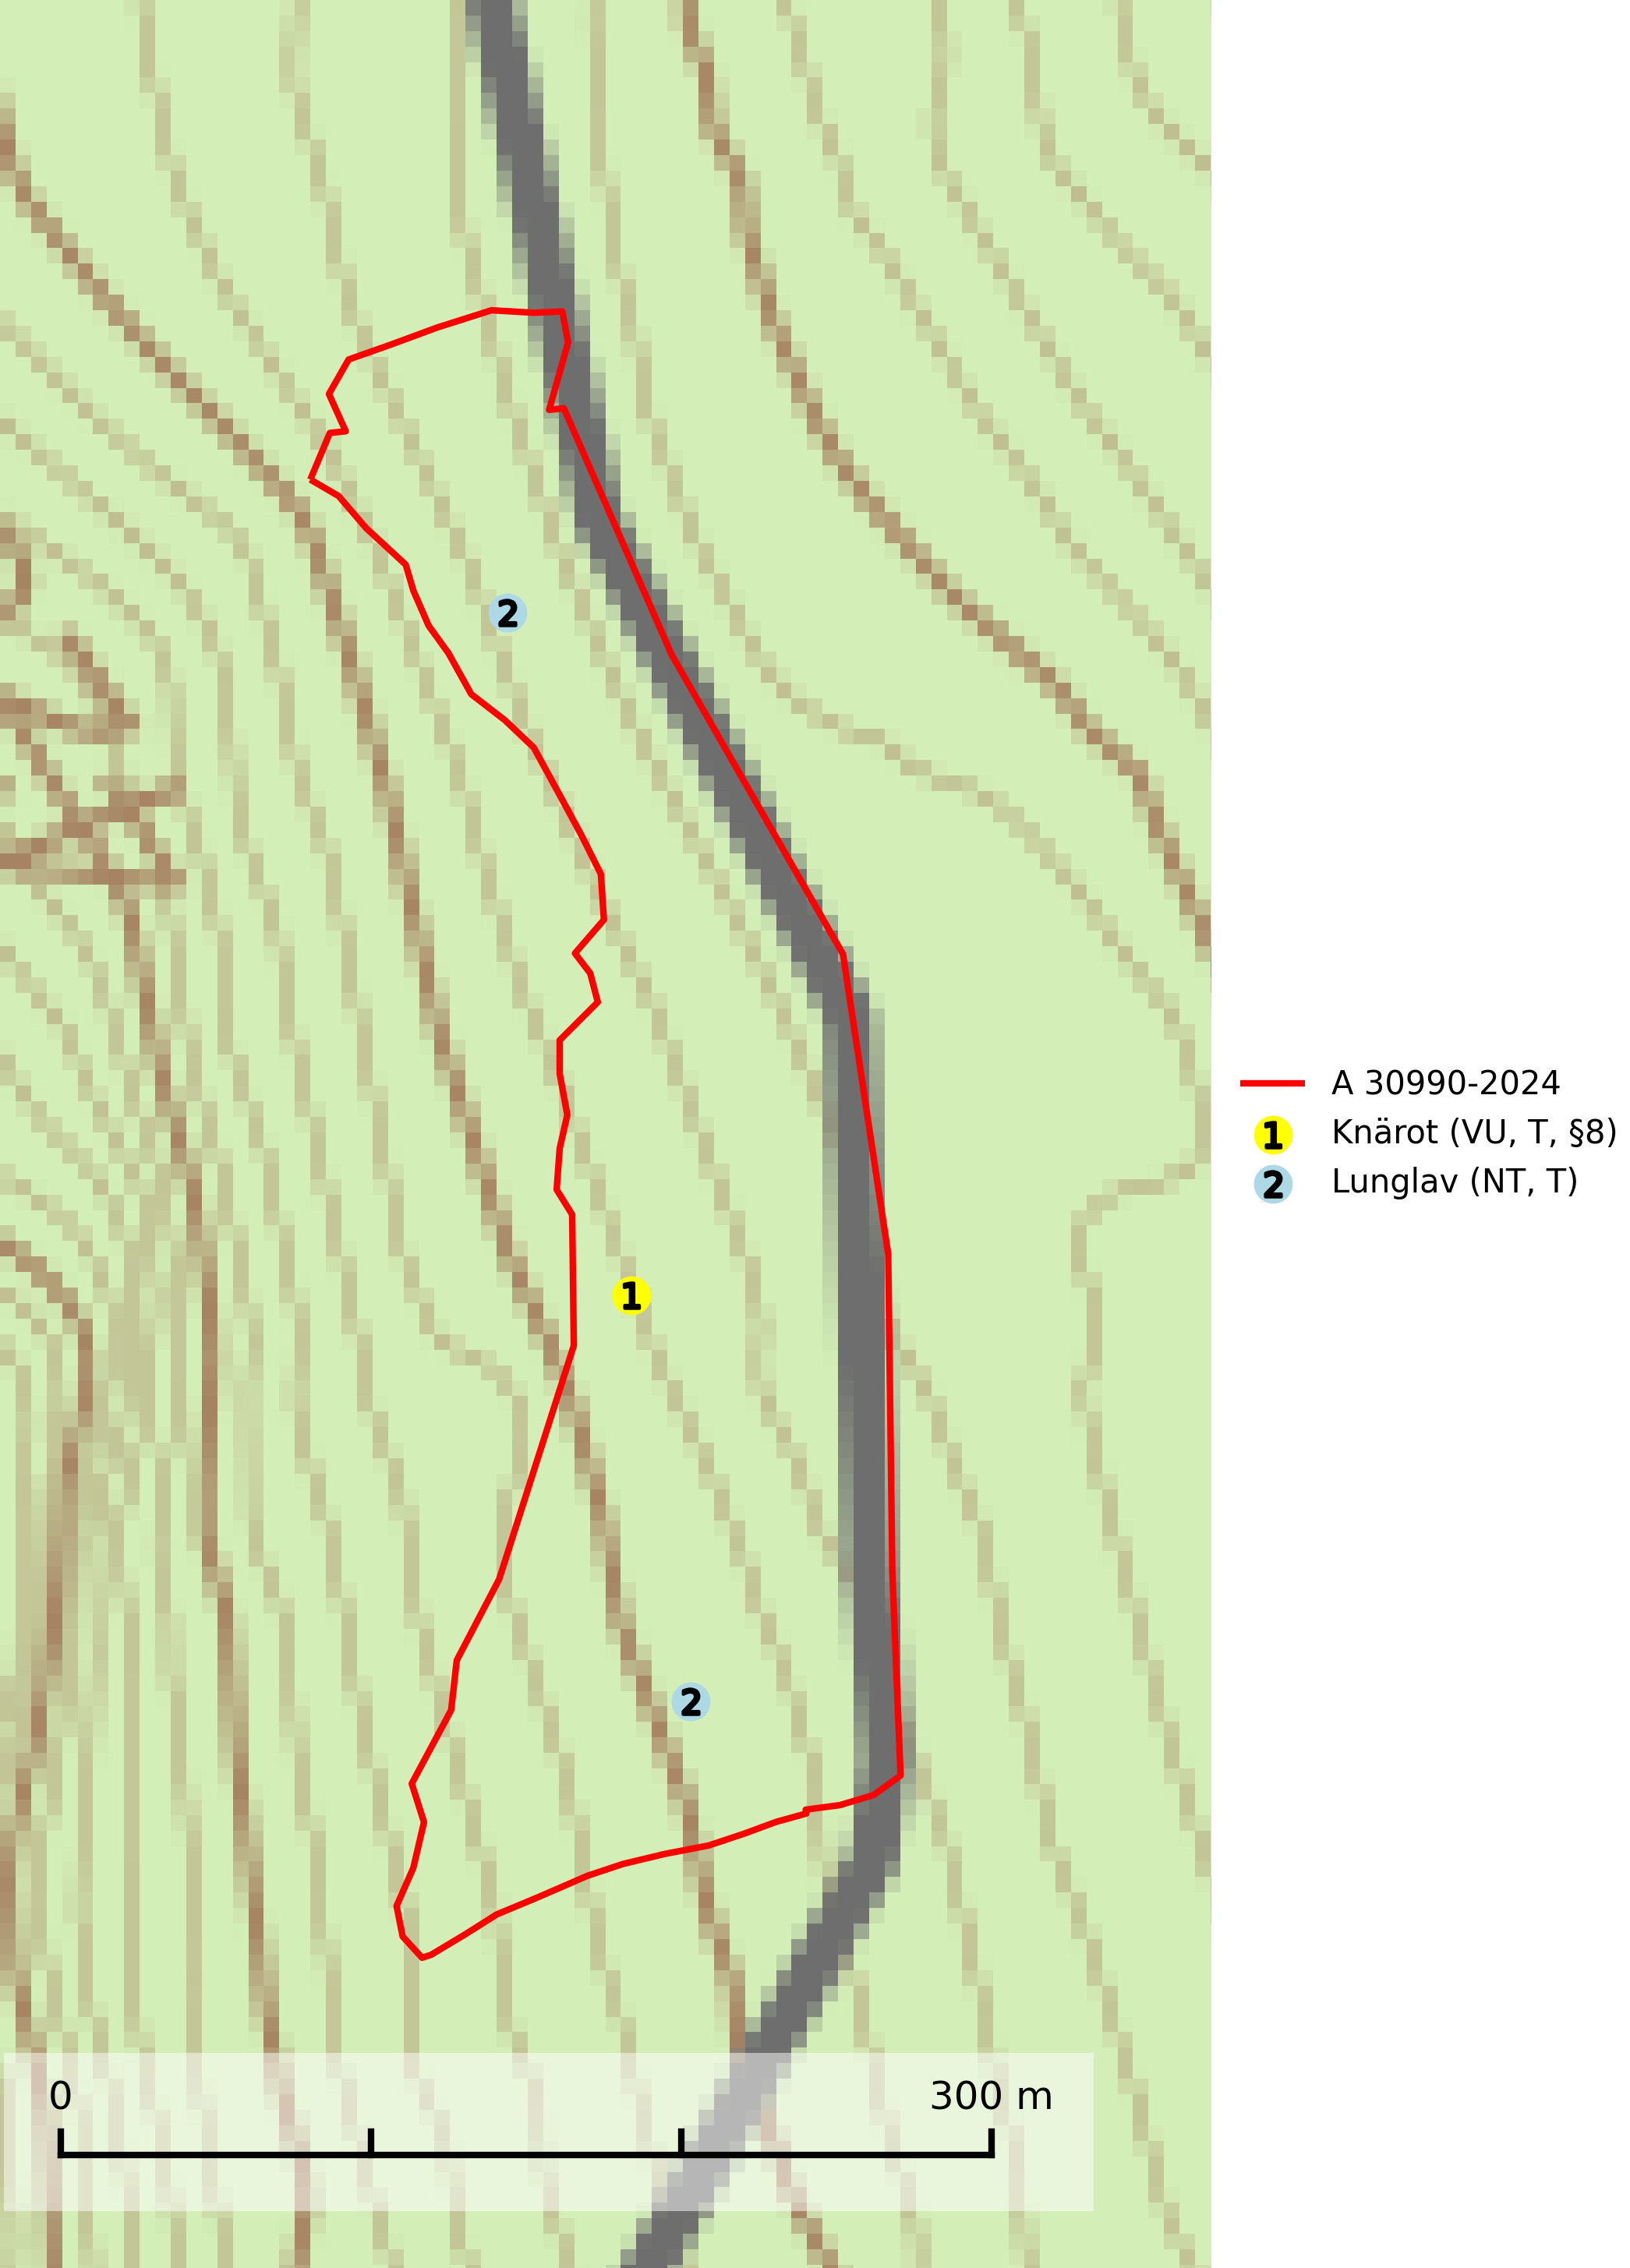 2
1
2
0 300 m
A 30990-2024
1 Knärot (VU, T, §8)
2 Lunglav (NT, T)